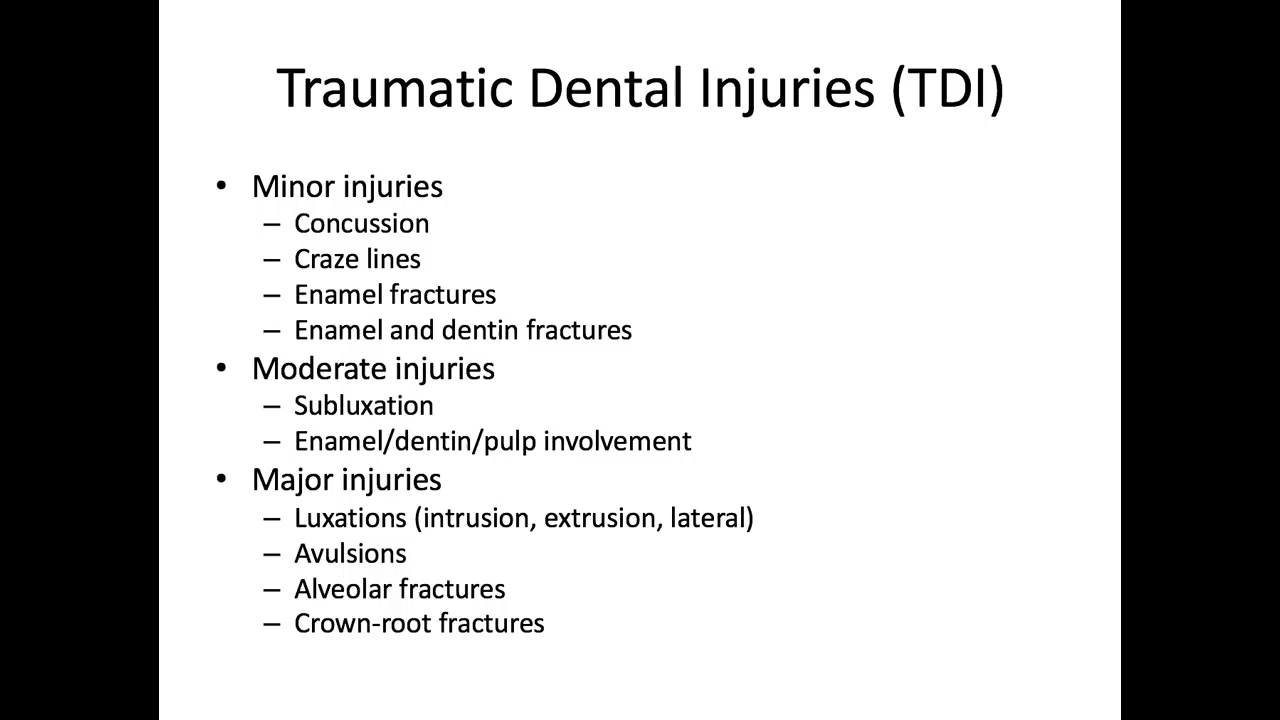 Traumatic Dental Injuries (TDI)
• Minor injuries
– Concussion
– Craze lines
– Enamel fractures
– Enamel and dentin fractures
• Moderate injuries
– Subluxation
– Enamel/dentin/pulp involvement
• Major injuries
– Luxations (intrusion, extrusion, lateral)
– Avulsions
– Alveolar fractures
– Crown-root fractures